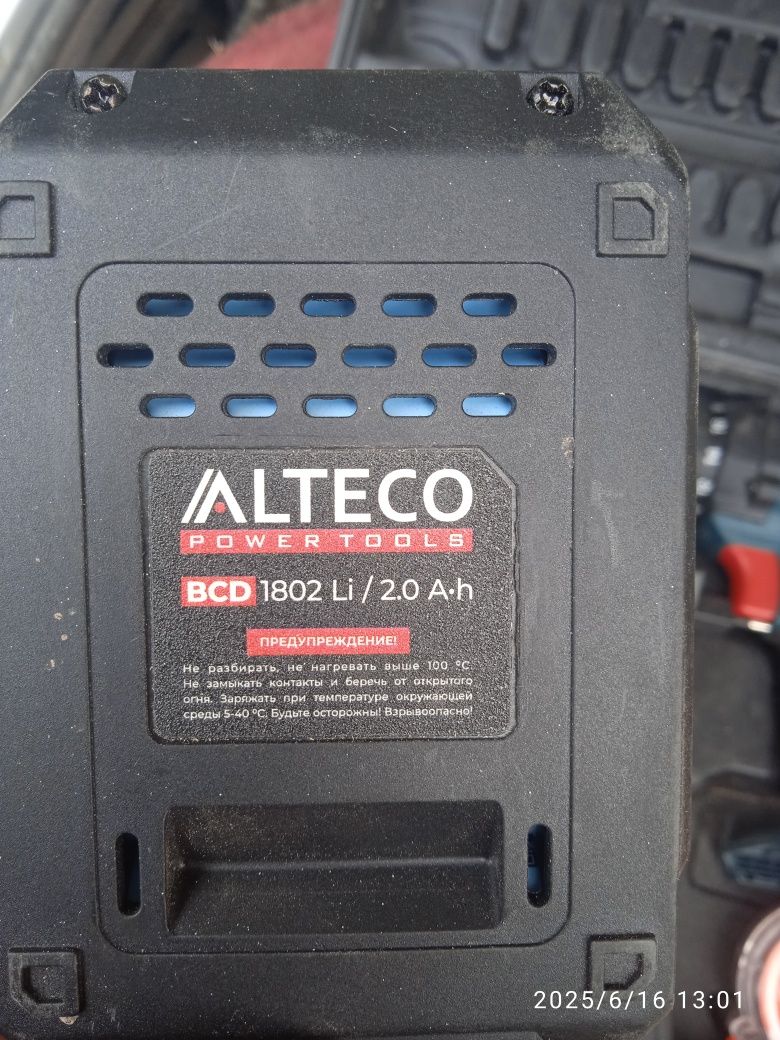 ALTECO
POWER TOOLS
BCD 1802 Li / 2.0 A·h
ПРЕДУПРЕЖДЕНИЕ!
Не разбирать, не нагревать выше 100 °C.
Не замыкать контакты и беречь от открытого
огня. Заряжать при температуре окружающей
среды 5-40 °C. Будьте осторожны! Взрывоопасно!
2025/6/16 13:01